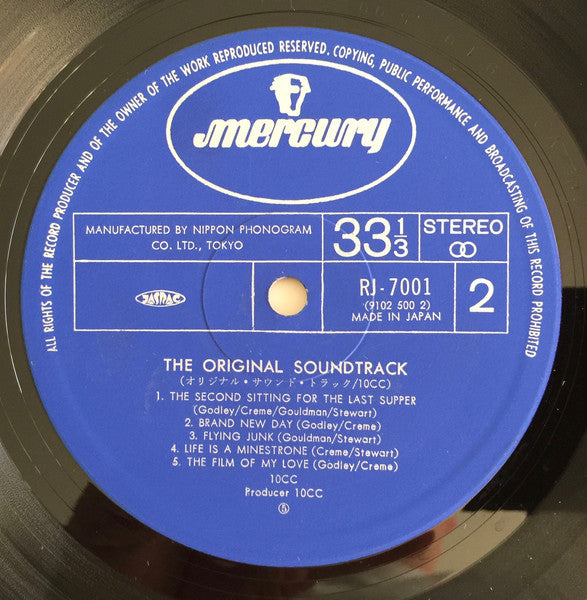 ALL RIGHTS OF THE RECORD PRODUCER AND OF THE OWNER OF THE WORK REPRODUCED RESERVED. COPYING, PUBLIC PERFORMANCE AND BROADCASTING OF THIS RECORD PROHIBITED
mercury
MANUFACTURED BY NIPPON PHONOGRAM
CO. LTD., TOKYO
33 1/3
STEREO
JASRAC
RJ-7001
(9102 500 2)
MADE IN JAPAN
2
THE ORIGINAL SOUNDTRACK
(オリジナル・サウンド・トラック/10CC)
1. THE SECOND SITTING FOR THE LAST SUPPER
(Godley/Creme/Gouldman/Stewart)
2. BRAND NEW DAY (Godley/Creme)
3. FLYING JUNK (Gouldman/Stewart)
4. LIFE IS A MINESTRONE (Creme/Stewart)
5. THE FILM OF MY LOVE (Godley/Creme)
10CC
Producer 10CC
⑤